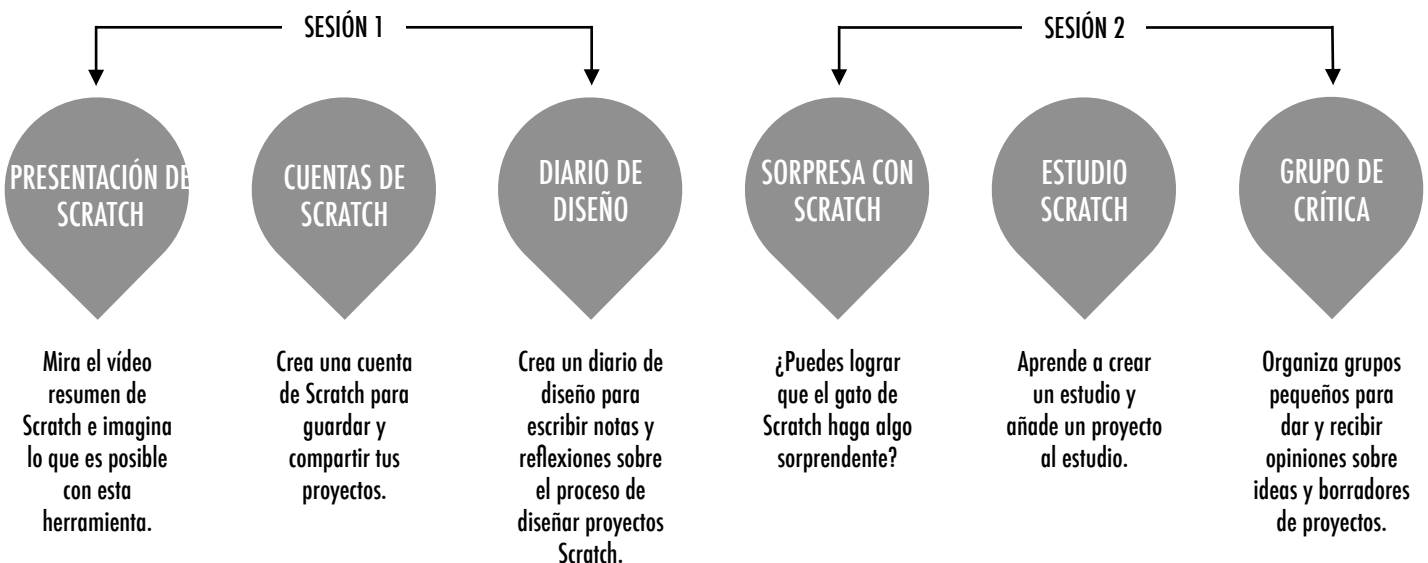 SESIÓN 1
PRESENTACIÓN DE
SCRATCH
Mira el vídeo
resumen de
Scratch e imagina
lo que es posible
con esta
herramienta.
CUENTAS DE
SCRATCH
Crea una cuenta
de Scratch para
guardar y
compartir tus
proyectos.
DIARIO DE
DISEÑO
Crea un diario de
diseño para
escribir notas y
reflexiones sobre
el proceso de
diseñar proyectos
Scratch.
SESIÓN 2
SORPRESA CON
SCRATCH
¿Puedes lograr
que el gato de
Scratch haga algo
sorprendente?
ESTUDIO
SCRATCH
Aprende a crear
un estudio y
añade un proyecto
al estudio.
GRUPO DE
CRÍTICA
Organiza grupos
pequeños para
dar y recibir
opiniones sobre
ideas y borradores
de proyectos.